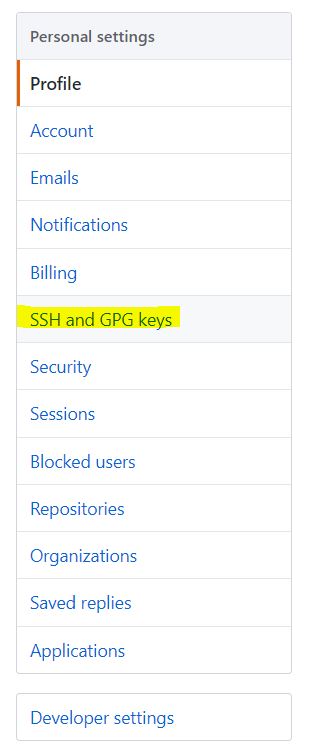 Personal settings
Profile
Account
Emails
Notifications
Billing
SSH and GPG keys
Security
Sessions
Blocked users
Repositories
Organizations
Saved replies
Applications
Developer settings